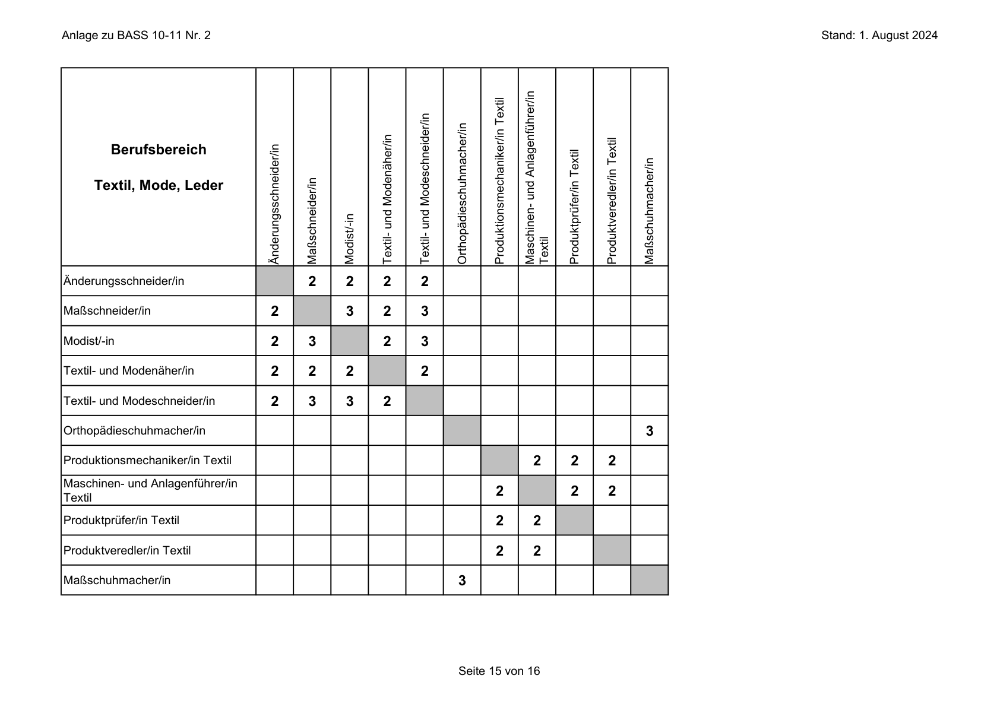 Anlage zu BASS 10-11 Nr. 2
Stand: 1. August 2024
Berufsbereich
Textil, Mode, Leder
Änderungsschneider/in
Maßschneider/in
Modist/-in
Textil- und Modenäher/in
Textil- und Modeschneider/in
Orthopädieschuhmacher/in
Produktionsmechaniker/in Textil
Maschinen- und Anlagenführer/in
Textil
Produktprüfer/in Textil
Produktveredler/in Textil
Maßschuhmacher/in
Änderungsschneider/in 2 2 2 2
Maßschneider/in 2 3 2 3
Modist/-in 2 3 2 3
Textil- und Modenäher/in 2 2 2 2
Textil- und Modeschneider/in 2 3 3 2
Orthopädieschuhmacher/in 3
Produktionsmechaniker/in Textil 2 2 2
Maschinen- und Anlagenführer/in
Textil 2 2 2
Produktprüfer/in Textil 2 2
Produktveredler/in Textil 2 2
Maßschuhmacher/in 3
Seite 15 von 16